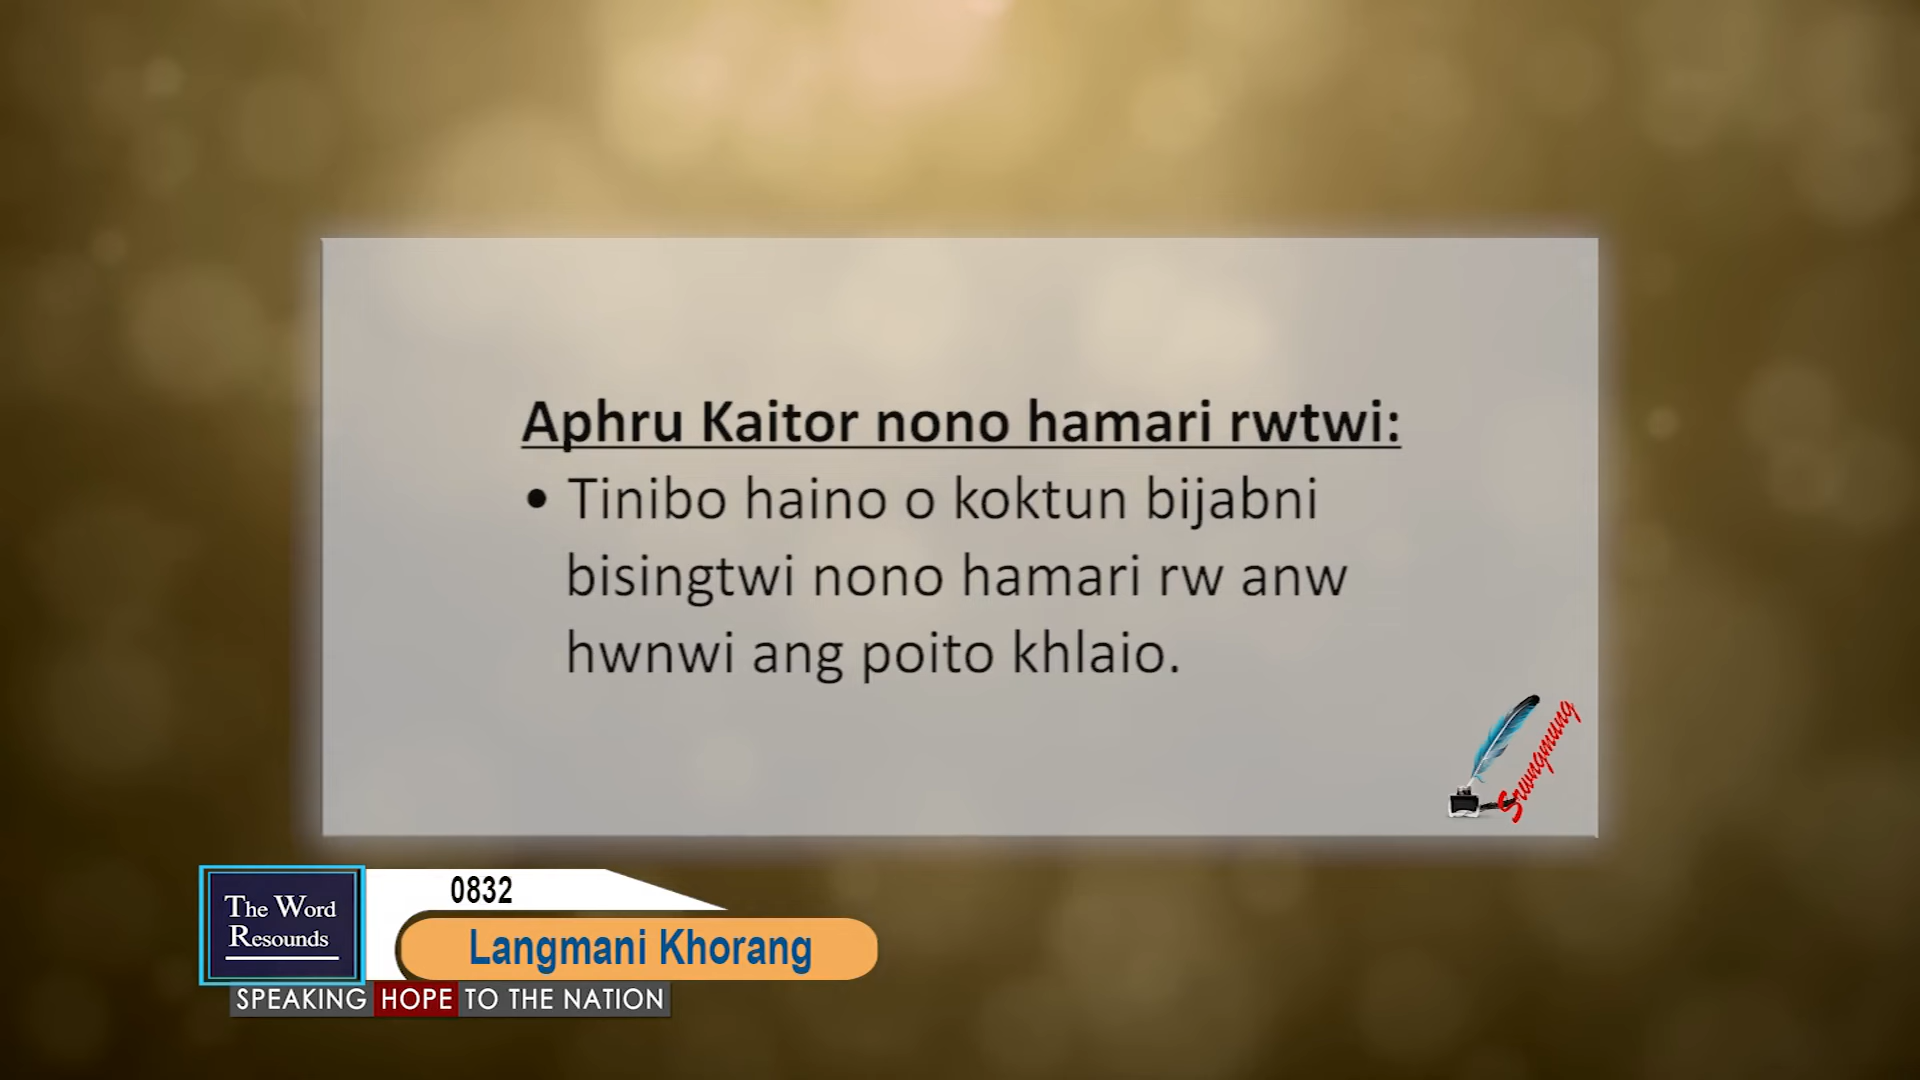 Aphru Kaitor nono hamari rwtwi:
• Tinibo haino o koktun bijabni
bisingtwi nono hamari rw anw
hwnwi ang poito khlaio.
Srwngmung
The Word
Resounds
0832
Langmani Khorang
SPEAKING HOPE TO THE NATION